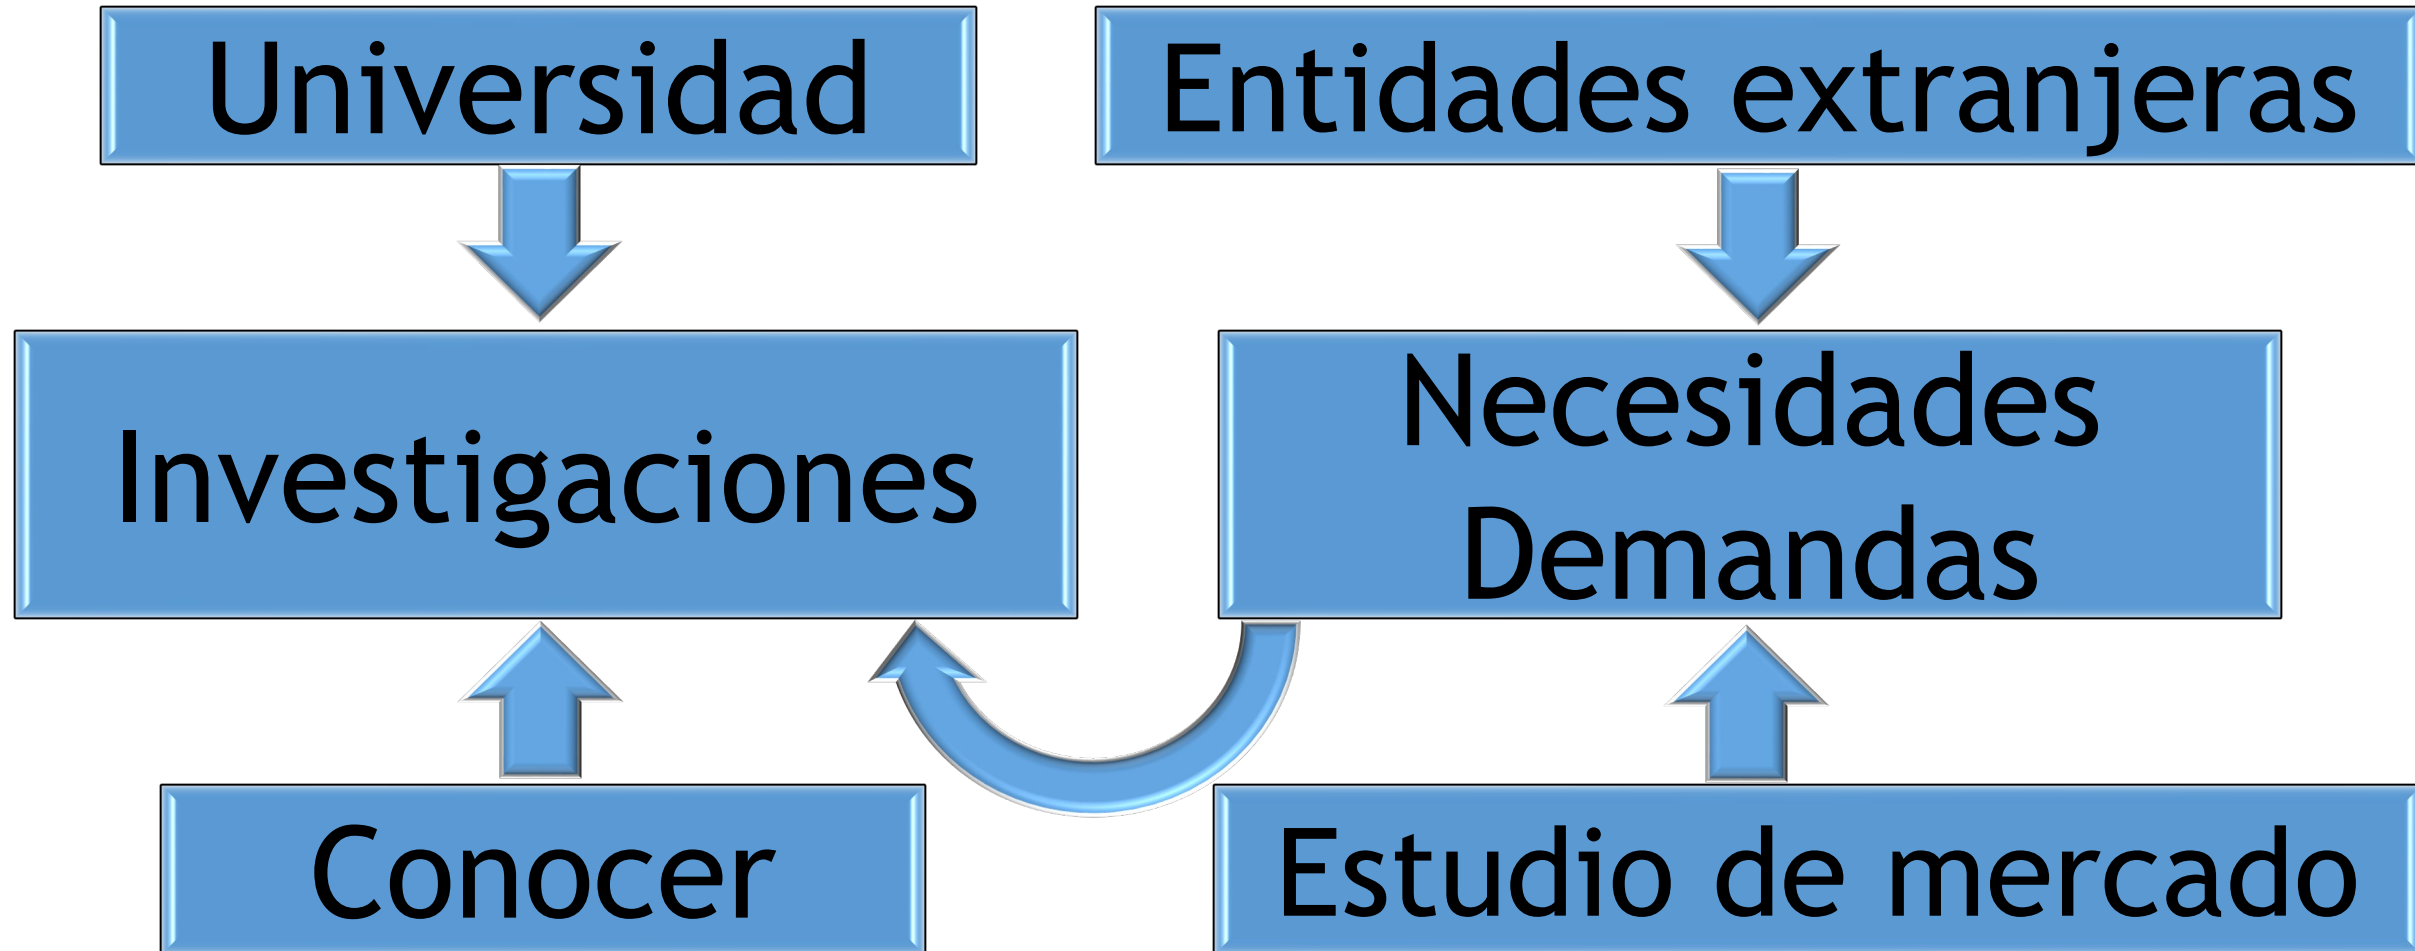 Universidad
Entidades extranjeras
Investigaciones
Necesidades
Demandas
Conocer
Estudio de mercado